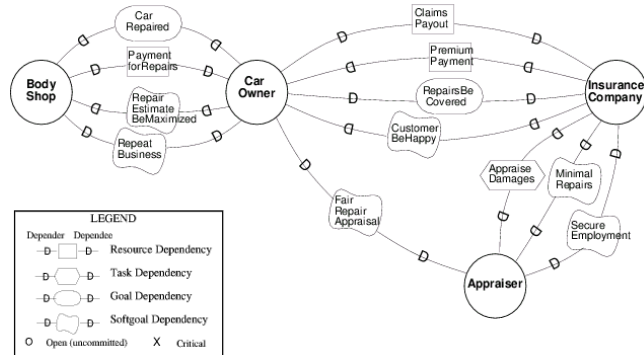 Car
Repaired
Claims
Payout
Payment
forRepairs
Premium
Payment
Body
Shop
Car
Owner
Insurance
Company
Repair
Estimate
BeMaximized
RepairsBe
Covered
Repeat
Business
Customer
BeHappy
Appraise
Damages
Minimal
Repairs
Fair
Repair
Appraisal
Secure
Employment
Appraiser
LEGEND
Depender Dependee
D D Resource Dependency
D D Task Dependency
D D Goal Dependency
D D Softgoal Dependency
O Open (uncommitted) X Critical